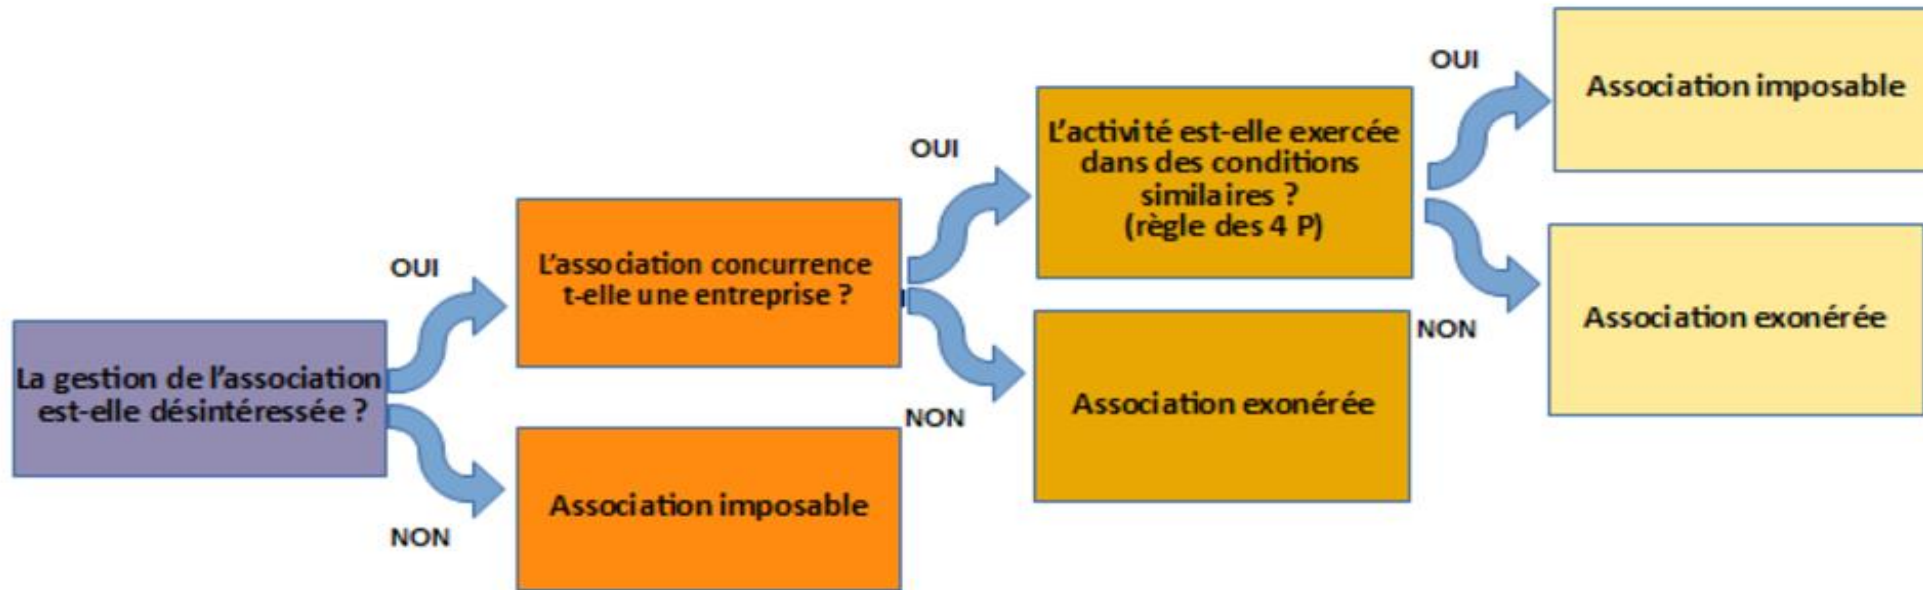 La gestion de l'association
est-elle désintéressée ?
OUI
NON
L'association concurrence
t-elle une entreprise ?
Association imposable
OUI
NON
L'activité est-elle exercée
dans des conditions
similaires ?
(règle des 4 P)
Association exonérée
OUI
NON
Association imposable
Association exonérée